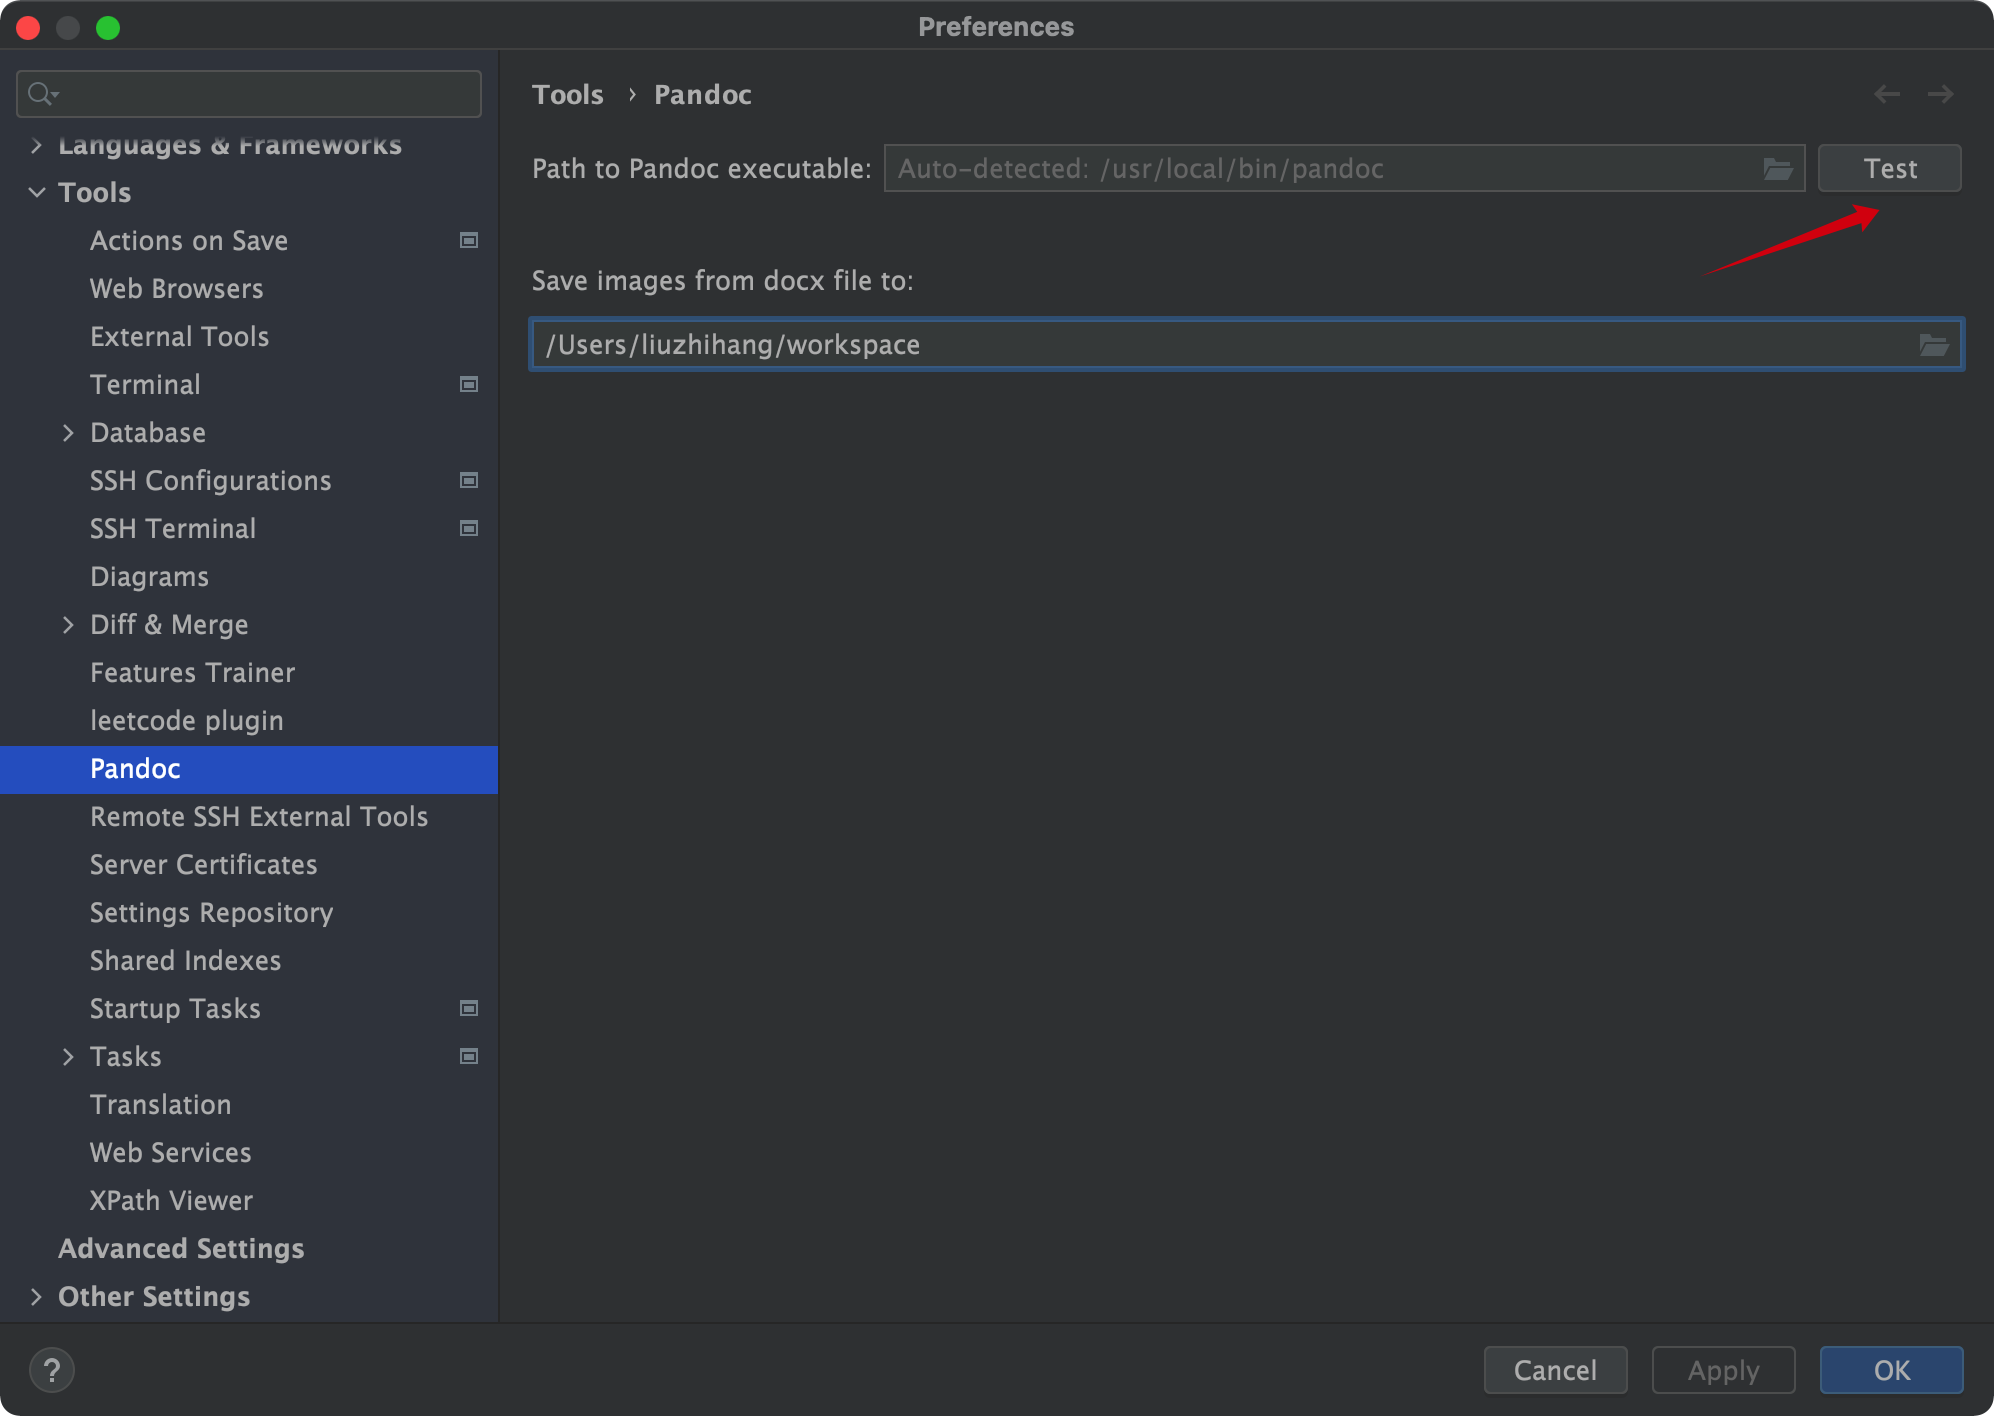 Preferences
Languages & Frameworks
Tools
Actions on Save
Web Browsers
External Tools
Terminal
Database
SSH Configurations
SSH Terminal
Diagrams
Diff & Merge
Features Trainer
leetcode plugin
Pandoc
Remote SSH External Tools
Server Certificates
Settings Repository
Shared Indexes
Startup Tasks
Tasks
Translation
Web Services
XPath Viewer
Advanced Settings
Other Settings
Tools › Pandoc
Path to Pandoc executable: Auto-detected: /usr/local/bin/pandoc Test
Save images from docx file to:
/Users/liuzhihang/workspace
? Cancel Apply OK